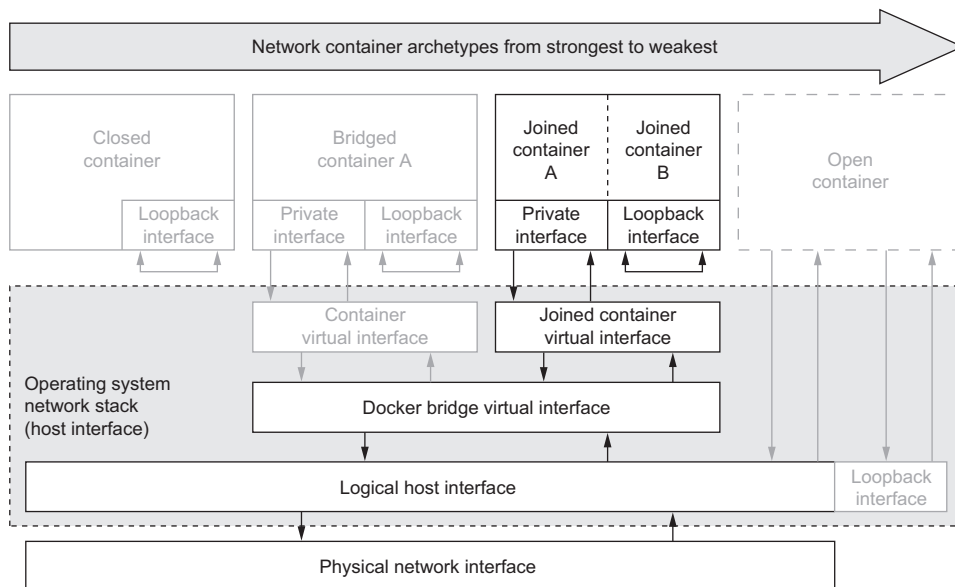 Network container archetypes from strongest to weakest
Closed
container
Loopback
interface
Bridged
container A
Private
interface
Loopback
interface
Joined
container
A
Joined
container
B
Private
interface
Loopback
interface
Open
container
Container
virtual interface
Joined container
virtual interface
Operating system
network stack
(host interface)
Docker bridge virtual interface
Logical host interface
Loopback
interface
Physical network interface